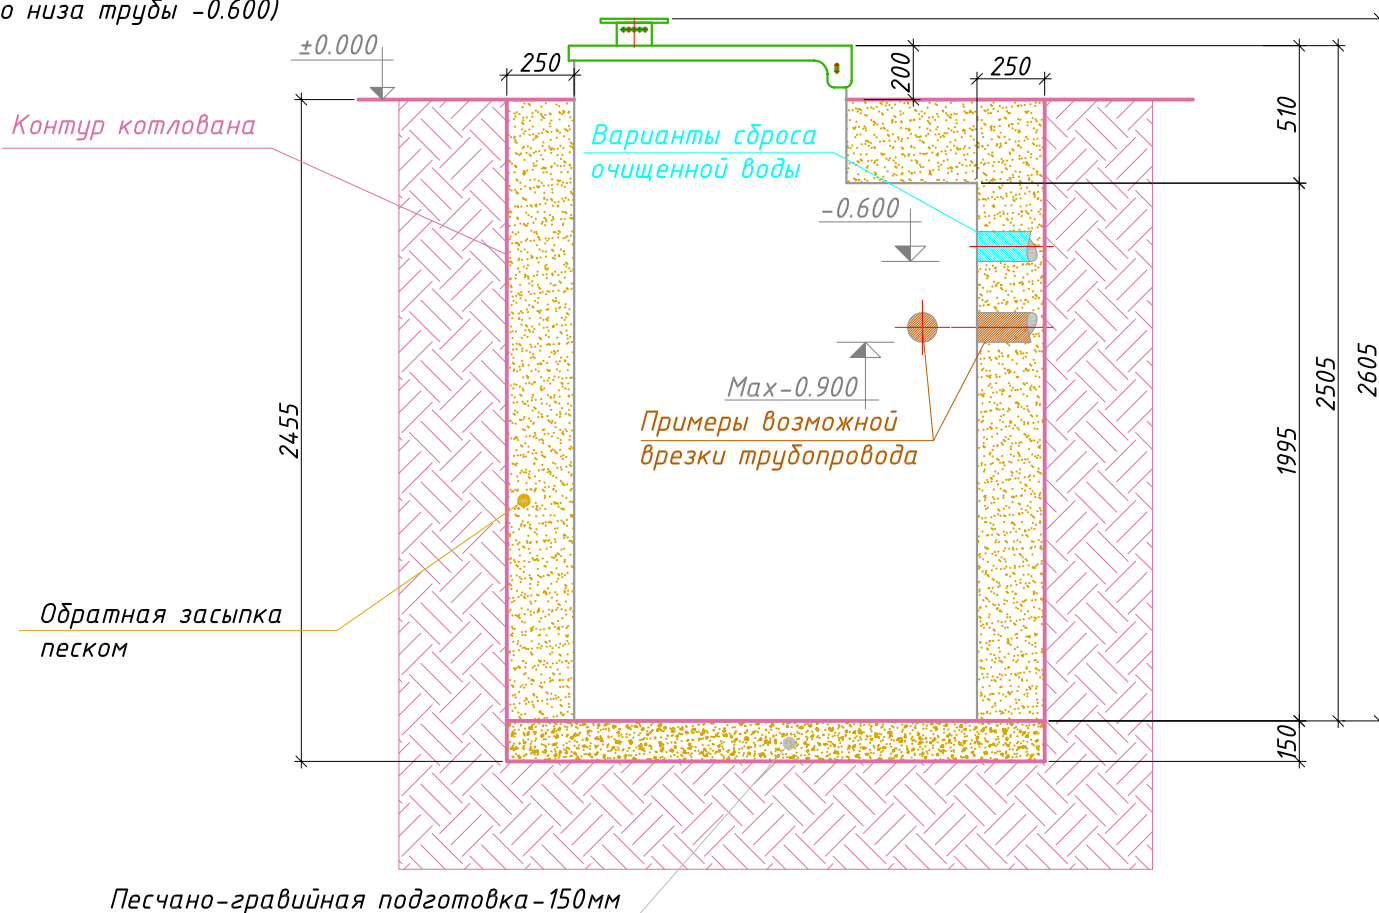 о низа трубы -0.600)
±0.000
250
200
250
Контур котлована
510
Варианты сброса
очищенной воды
-0.600
Max-0.900
2505
2605
2455
1995
Примеры возможной
врезки трубопровода
Обратная засыпка
песком
150
Песчано-гравийная подготовка-150мм